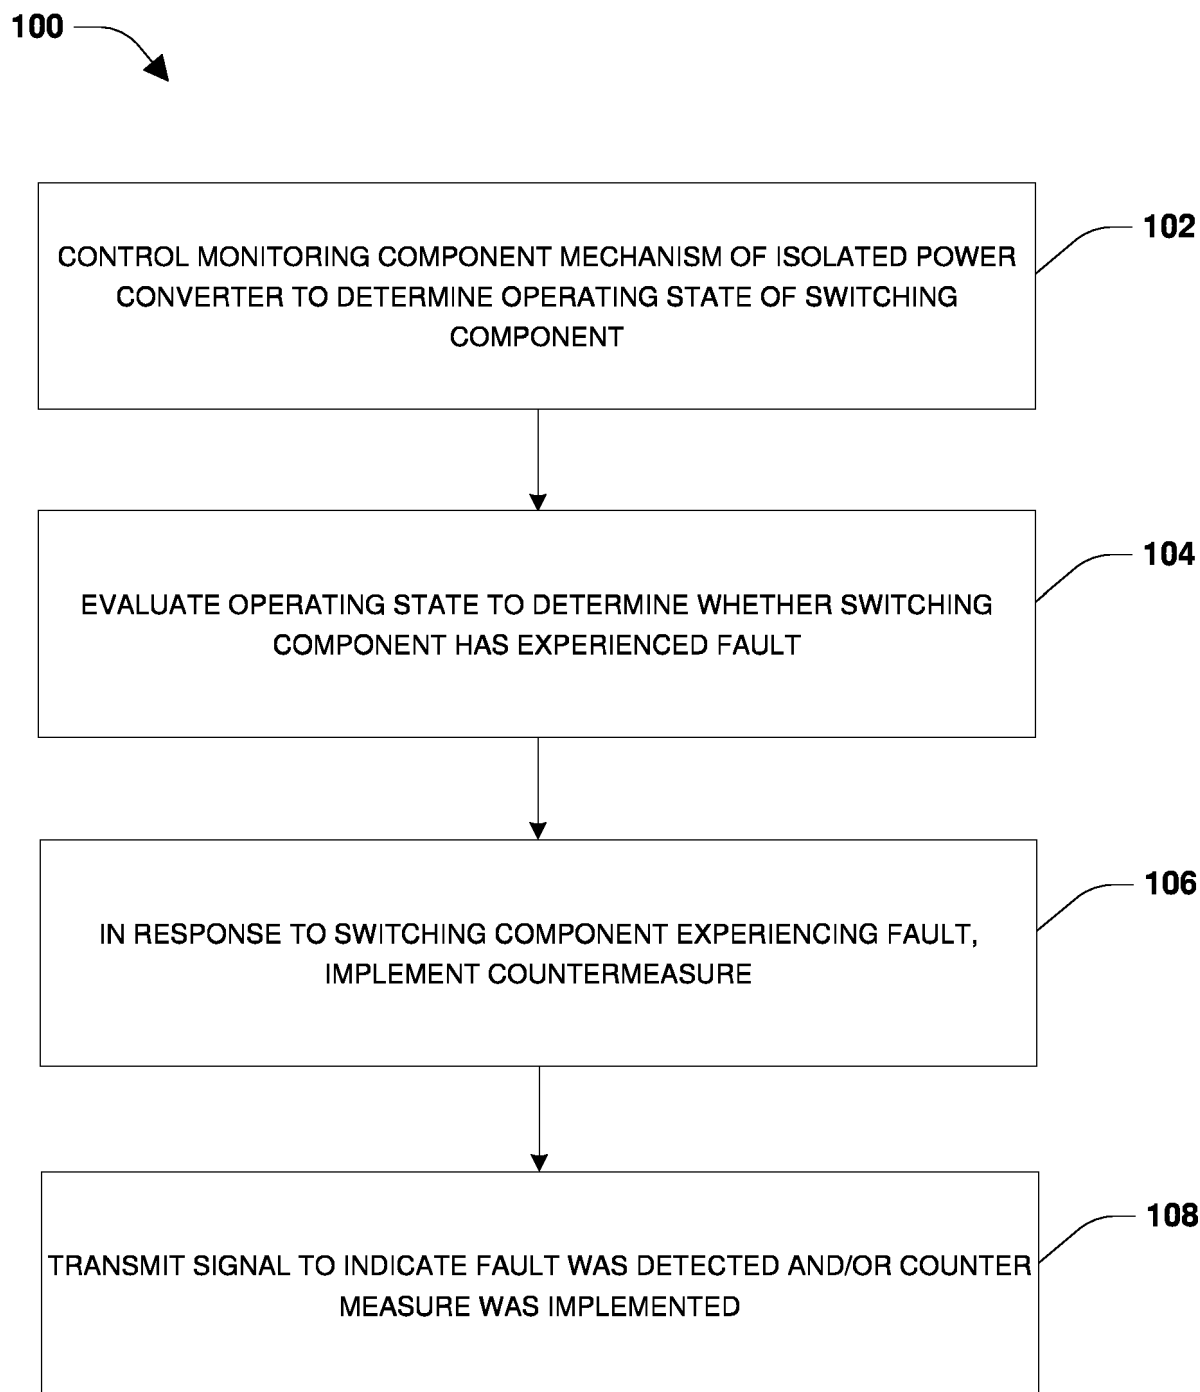 100
CONTROL MONITORING COMPONENT MECHANISM OF ISOLATED POWER
CONVERTER TO DETERMINE OPERATING STATE OF SWITCHING
COMPONENT
102
EVALUATE OPERATING STATE TO DETERMINE WHETHER SWITCHING
COMPONENT HAS EXPERIENCED FAULT
104
IN RESPONSE TO SWITCHING COMPONENT EXPERIENCING FAULT,
IMPLEMENT COUNTERMEASURE
106
TRANSMIT SIGNAL TO INDICATE FAULT WAS DETECTED AND/OR COUNTER
MEASURE WAS IMPLEMENTED
108